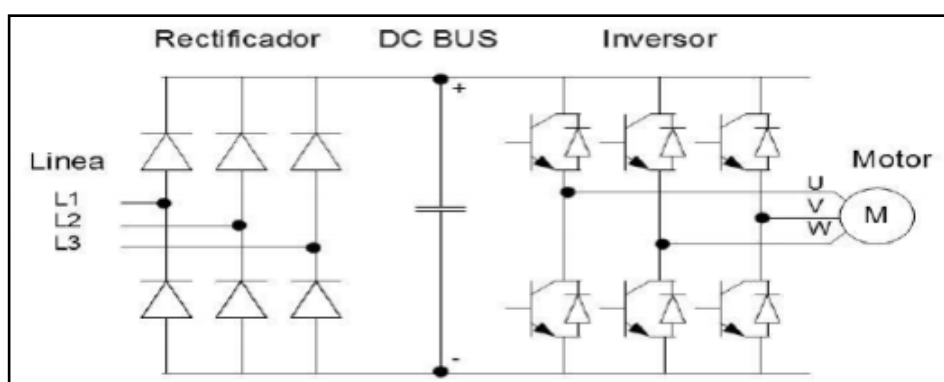 Rectificador DC BUS Inversor
+
Linea Motor
L1
U
L2
V
M
L3
W
-